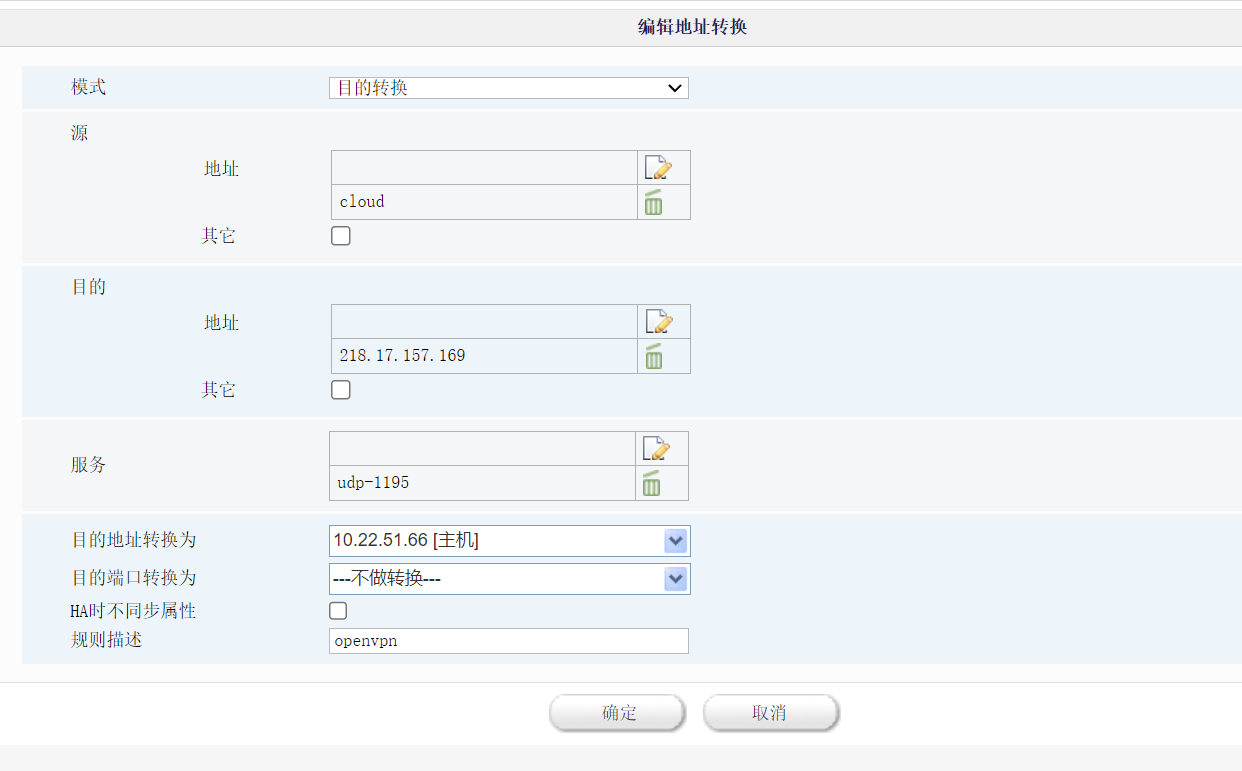 编辑地址转换
模式 目的转换
源
地址
cloud
其它
目的
地址
218.17.157.169
其它
服务
udp-1195
目的地址转换为 10.22.51.66 [主机]
目的端口转换为 ---不做转换---
HA时不同步属性
规则描述 openvpn
确定 取消